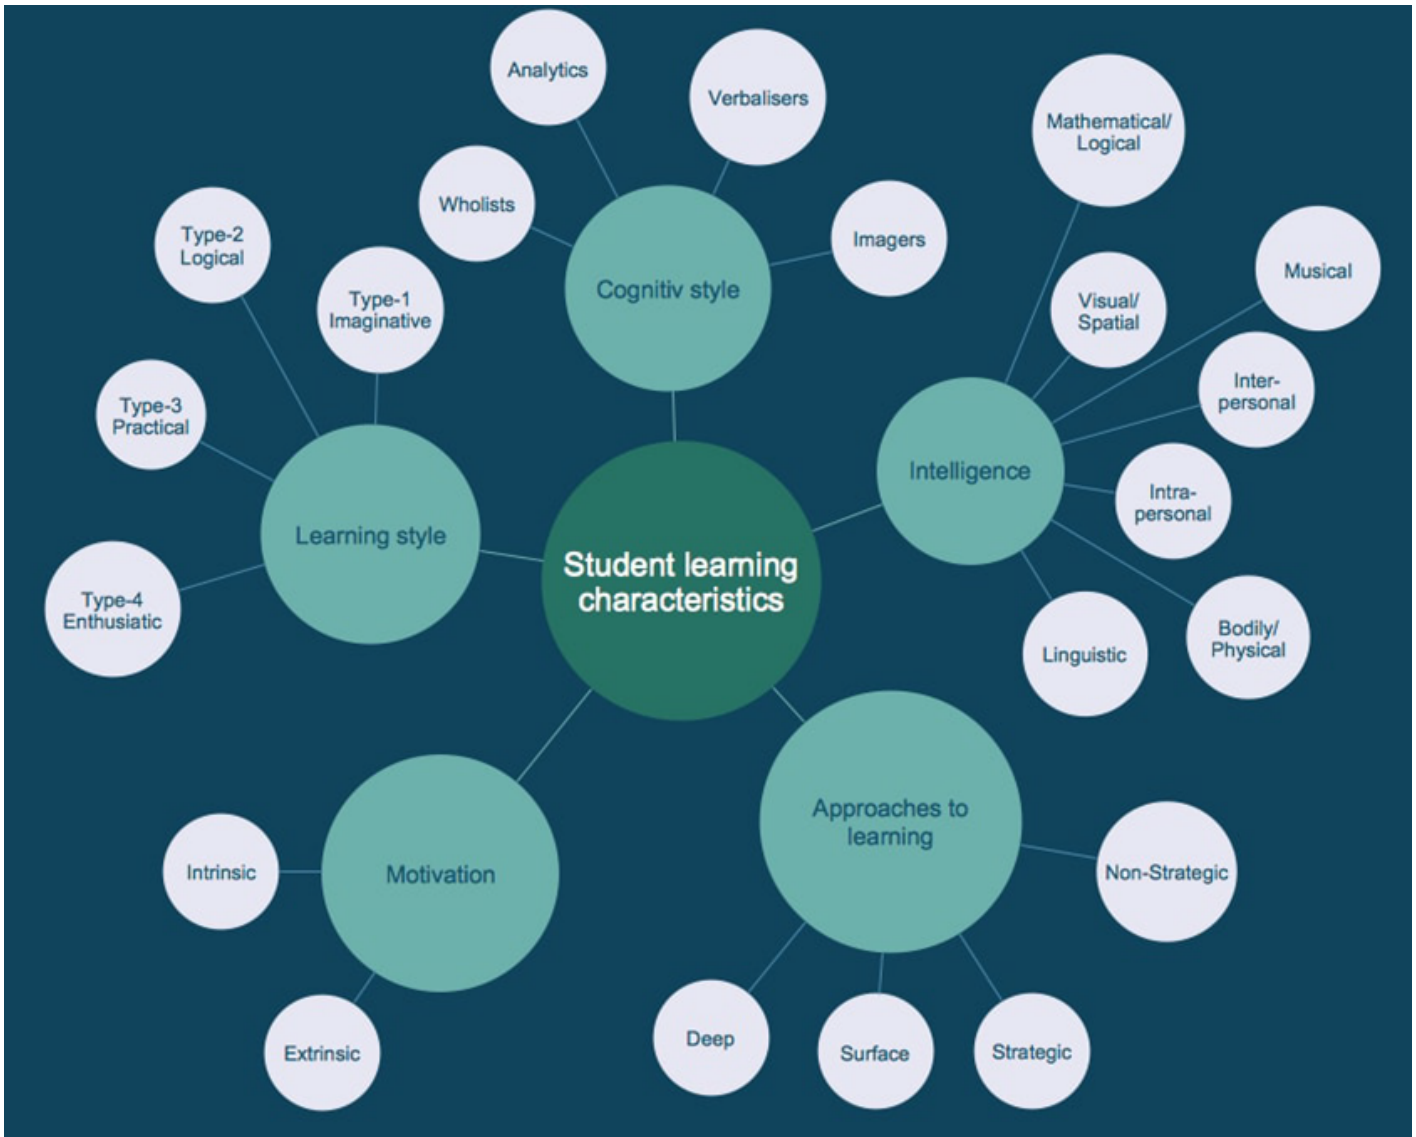 Analytics
Verbalisers
Mathematical/
Logical
Wholists
Type-2
Logical
Imagers
Musical
Type-1
Imaginative
Cognitiv style
Visual/
Spatial
Inter-
personal
Type-3
Practical
Intelligence
Intra-
personal
Learning style
Student learning
characteristics
Type-4
Enthusiatic
Linguistic
Bodily/
Physical
Approaches to
learning
Intrinsic
Motivation
Non-Strategic
Extrinsic
Deep
Surface
Strategic